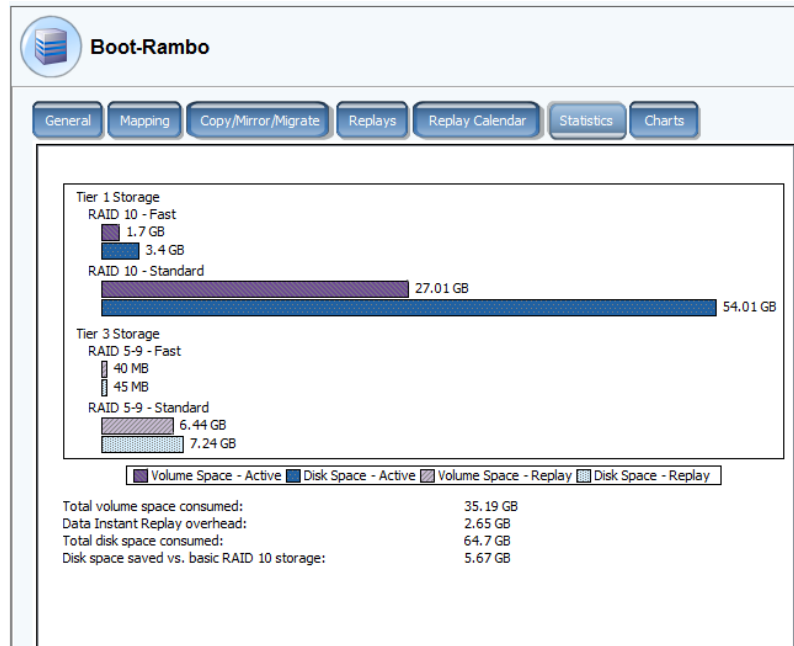 Boot-Rambo
General Mapping Copy/Mirror/Migrate Replays Replay Calendar Statistics Charts
Tier 1 Storage
RAID 10 - Fast
1.7 GB
3.4 GB
RAID 10 - Standard
27.01 GB
54.01 GB
Tier 3 Storage
RAID 5-9 - Fast
40 MB
45 MB
RAID 5-9 - Standard
6.44 GB
7.24 GB
Volume Space - Active Disk Space - Active Volume Space - Replay Disk Space - Replay
Total volume space consumed: 35.19 GB
Data Instant Replay overhead: 2.65 GB
Total disk space consumed: 64.7 GB
Disk space saved vs. basic RAID 10 storage: 5.67 GB